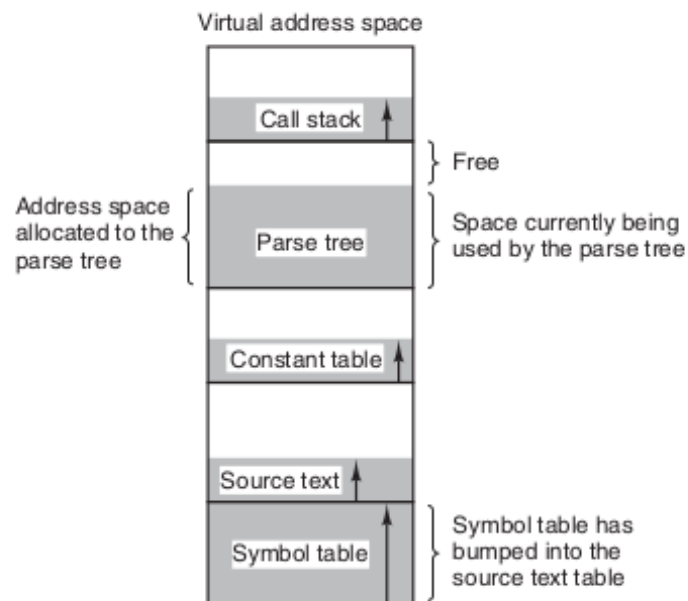 Virtual address space
Call stack
Free
Address space
allocated to the
parse tree
Parse tree
Space currently being
used by the parse tree
Constant table
Source text
Symbol table
Symbol table has
bumped into the
source text table